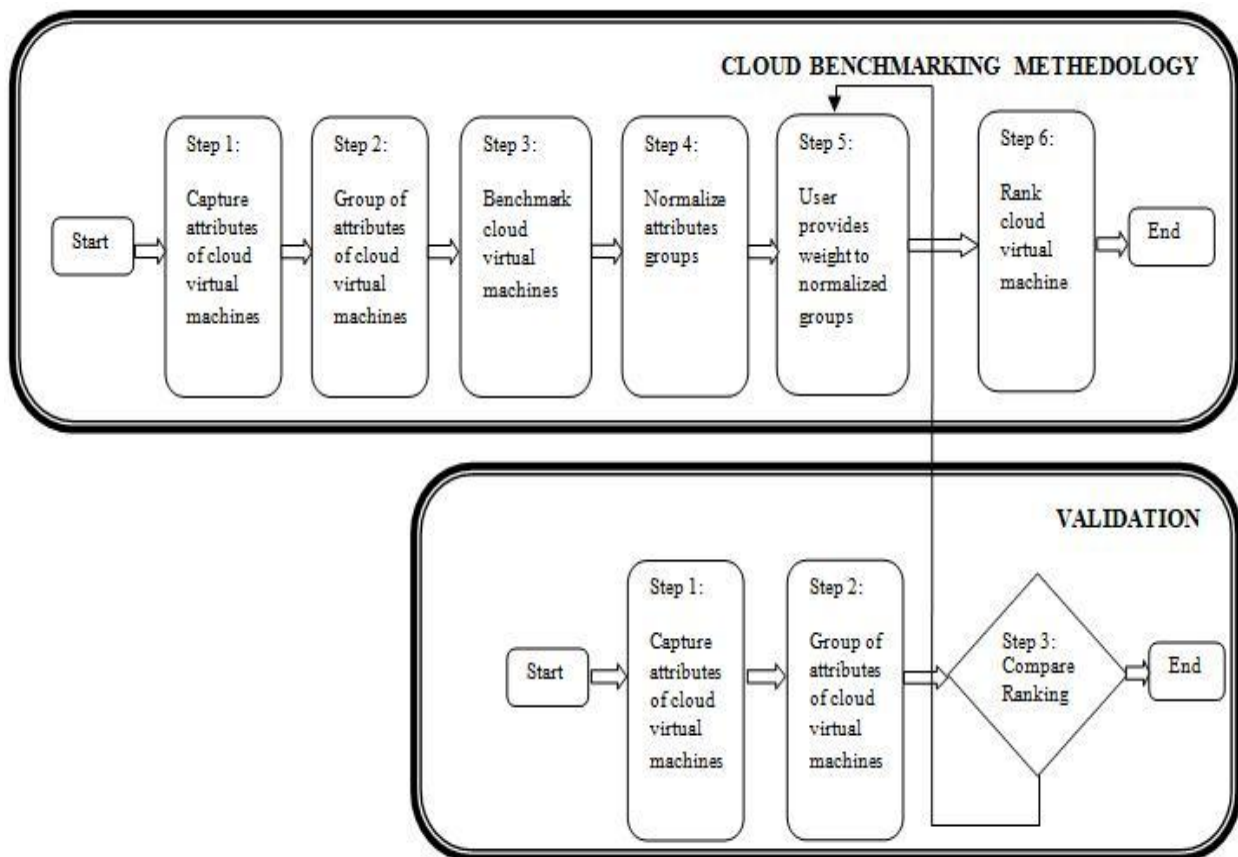 CLOUD BENCHMARKING METHEDOLOGY
Start
Step 1:
Capture
attributes
of cloud
virtual
machines
Step 2:
Group of
attributes
of cloud
virtual
machines
Step 3:
Benchmark
cloud
virtual
machines
Step 4:
Normalize
attributes
groups
Step 5:
User
provides
weight to
normalized
groups
Step 6:
Rank
cloud
virtual
machine
End
VALIDATION
Start
Step 1:
Capture
attributes
of cloud
virtual
machines
Step 2:
Group of
attributes
of cloud
virtual
machines
Step 3:
Compare
Ranking
End